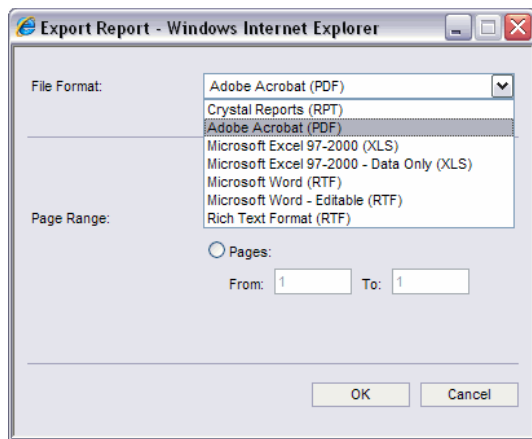 Export Report - Windows Internet Explorer
File Format:
Adobe Acrobat (PDF)
Crystal Reports (RPT)
Adobe Acrobat (PDF)
Microsoft Excel 97-2000 (XLS)
Microsoft Excel 97-2000 - Data Only (XLS)
Microsoft Word (RTF)
Microsoft Word - Editable (RTF)
Rich Text Format (RTF)
Page Range:
Pages:
From: 1 To: 1
OK Cancel